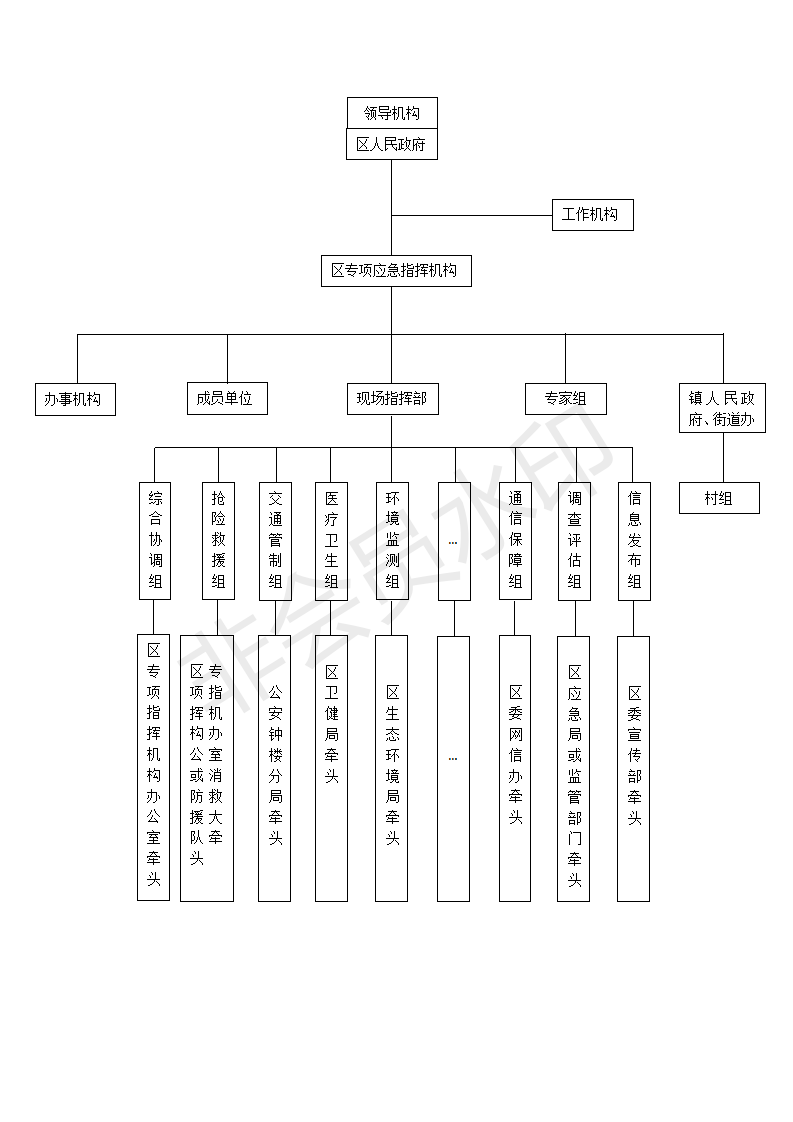 领导机构
区人民政府
工作机构
区专项应急指挥机构
办事机构
成员单位
现场指挥部
专家组
镇人民政
府、街道办
村组
综合协调组
抢险救援组
交通管制组
医疗卫生组
环境监测组
...
通信保障组
调查评估组
信息发布组
区专项指挥机构办公室牵头
区专项指挥机构办公室或消防救援大队牵头
公安钟楼分局牵头
区卫健局牵头
区生态环境局牵头
...
区委网信办牵头
区应急局或监管部门牵头
区委宣传部牵头
非会员水印